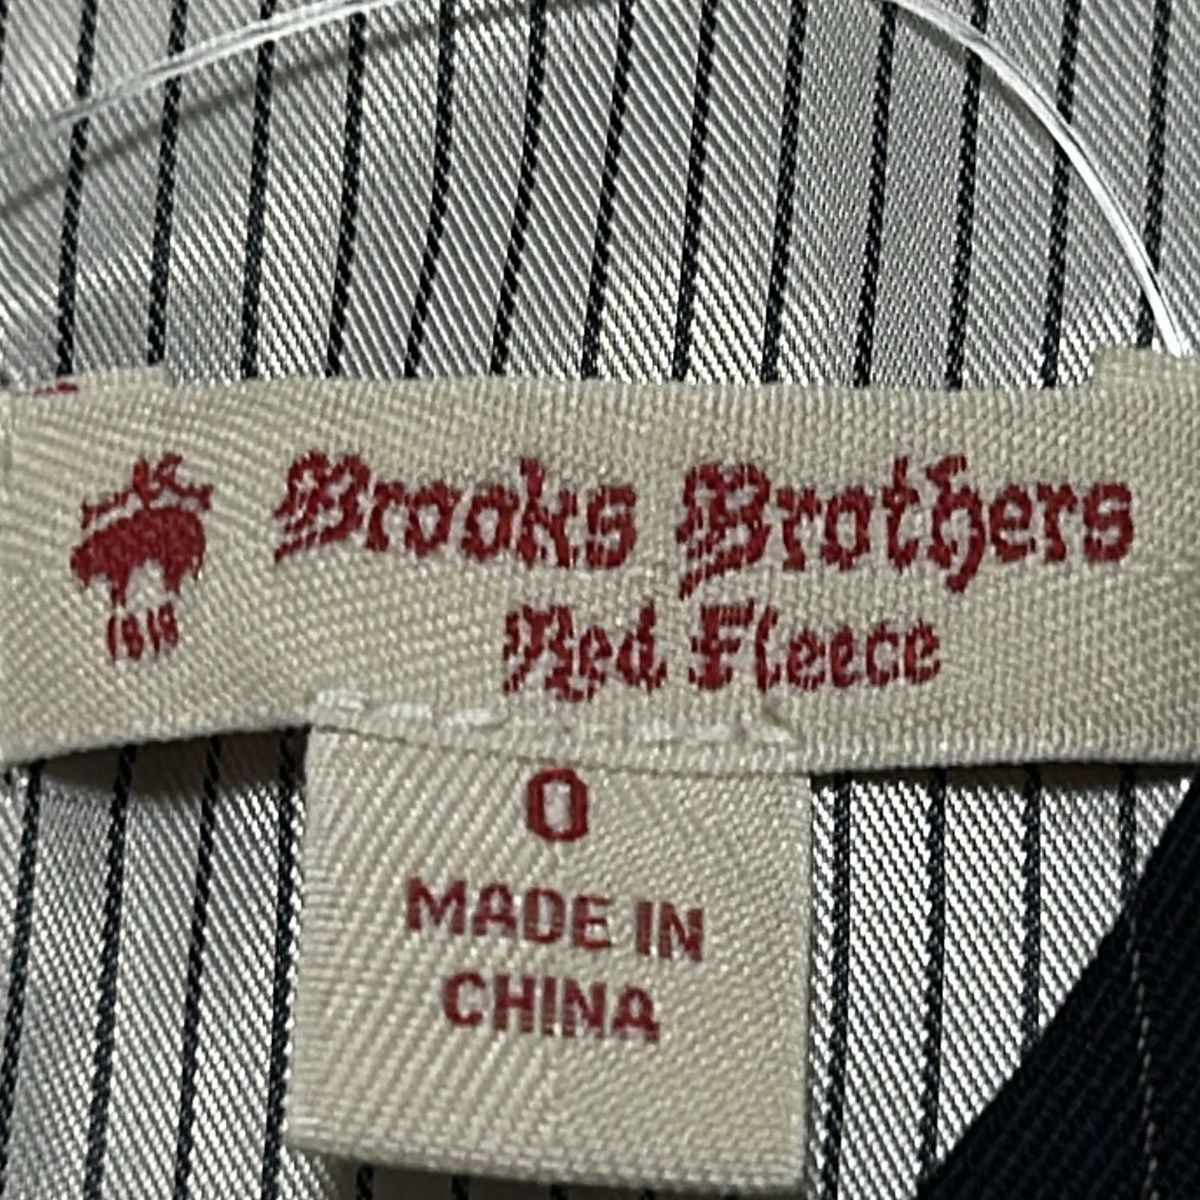 Brooks Brothers
Red Fleece
1818
0
MADE IN
CHINA